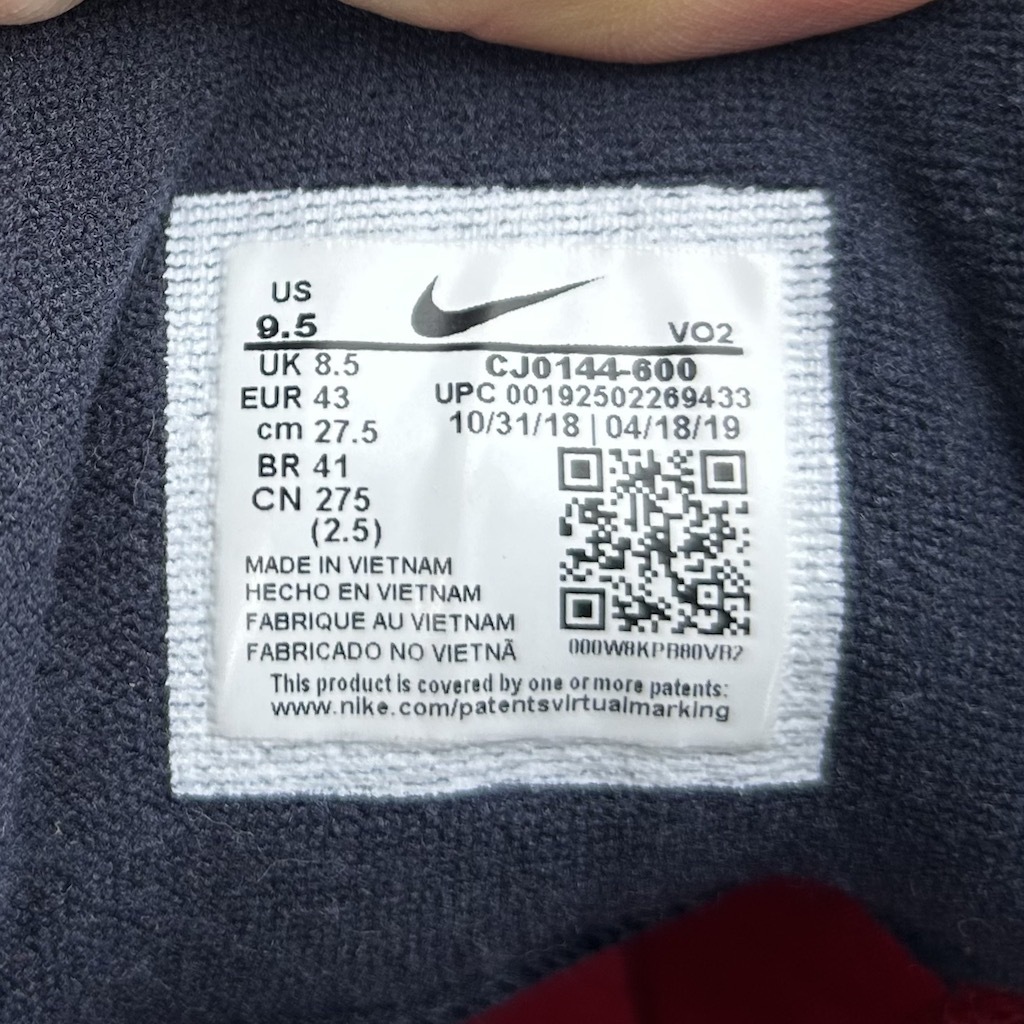 US
9.5
VO2
UK 8.5
CJ0144-600
EUR 43
UPC 00192502269433
cm 27.5
10/31/18 | 04/18/19
BR 41
CN 275
(2.5)
MADE IN VIETNAM
HECHO EN VIETNAM
FABRIQUE AU VIETNAM
FABRICADO NO VIETNÃ
This product is covered by one or more patents:
www.nike.com/patentsvirtualmarking